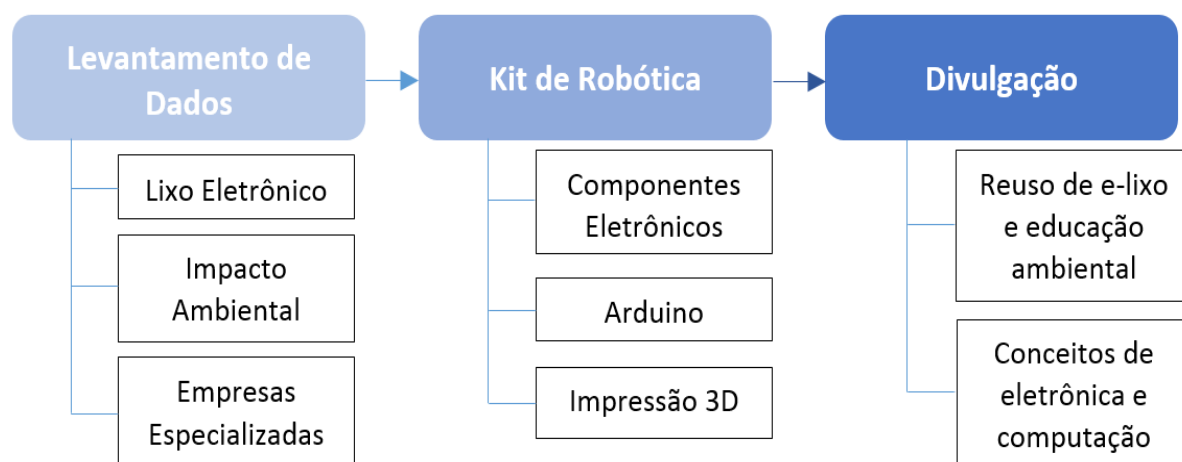 Levantamento de
Dados
Lixo Eletrônico
Impacto
Ambiental
Empresas
Especializadas
Kit de Robótica
Componentes
Eletrônicos
Arduino
Impressão 3D
Divulgação
Reuso de e-lixo
e educação
ambiental
Conceitos de
eletrônica e
computação